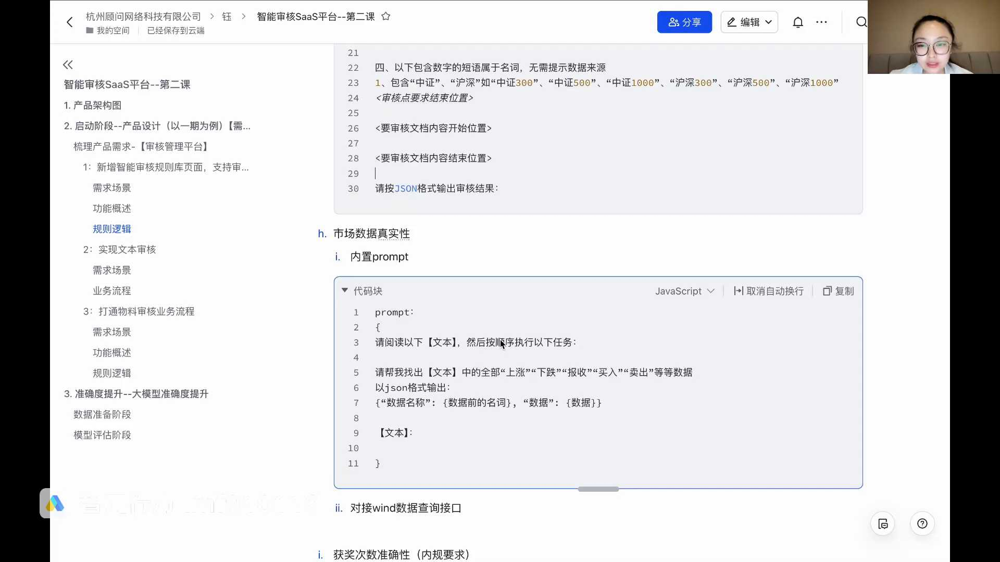 杭州顾问网络科技有限公司 > 钰 > 智能审核SaaS平台--第二课
我的空间 | 已经保存到云端
分享
编辑
智能审核SaaS平台--第二课
1. 产品架构图
2. 启动阶段--产品设计（以一期为例）【需...
梳理产品需求-【审核管理平台】
1：新增智能审核规则库页面，支持审...
需求场景
功能概述
规则逻辑
2：实现文本审核
需求场景
业务流程
3：打通物料审核业务流程
需求场景
功能概述
规则逻辑
3. 准确度提升--大模型准确度提升
数据准备阶段
模型评估阶段
21
22 四、以下包含数字的短语属于名词，无需提示数据来源
23 1、包含“中证”、“沪深”如“中证300”、“中证500”、“中证1000”、“沪深300”、“沪深500”、“沪深1000”
24 <审核点要求结束位置>
25
26 <要审核文档内容开始位置>
27
28 <要审核文档内容结束位置>
29
30 请按JSON格式输出审核结果：
h. 市场数据真实性
i. 内置prompt
代码块
JavaScript
取消自动换行
复制
1 prompt：
2 {
3 请阅读以下【文本】，然后按顺序执行以下任务：
4
5 请帮我找出【文本】中的全部“上涨”“下跌”“报收”“买入”“卖出”等等数据
6 以json格式输出：
7 {“数据名称”: {数据前的名词}, “数据”: {数据}}
8
9 【文本】：
10
11 }
ii. 对接wind数据查询接口
i. 获奖次数准确性（内规要求）